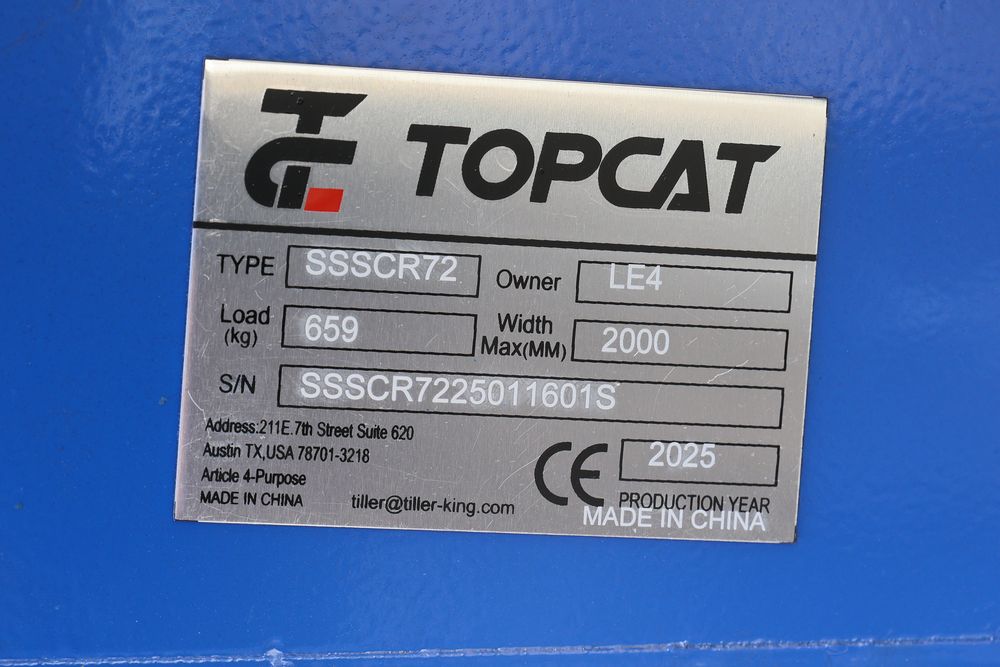 TC TOPCAT
TYPE SSSCR72 Owner LE4
Load (kg) 659 Width Max(MM) 2000
S/N SSSCR7225011601S
Address:211E.7th Street Suite 620
Austin TX,USA 78701-3218
Article 4-Purpose
MADE IN CHINA
tiller@tiller-king.com
CE 2025
PRODUCTION YEAR
MADE IN CHINA